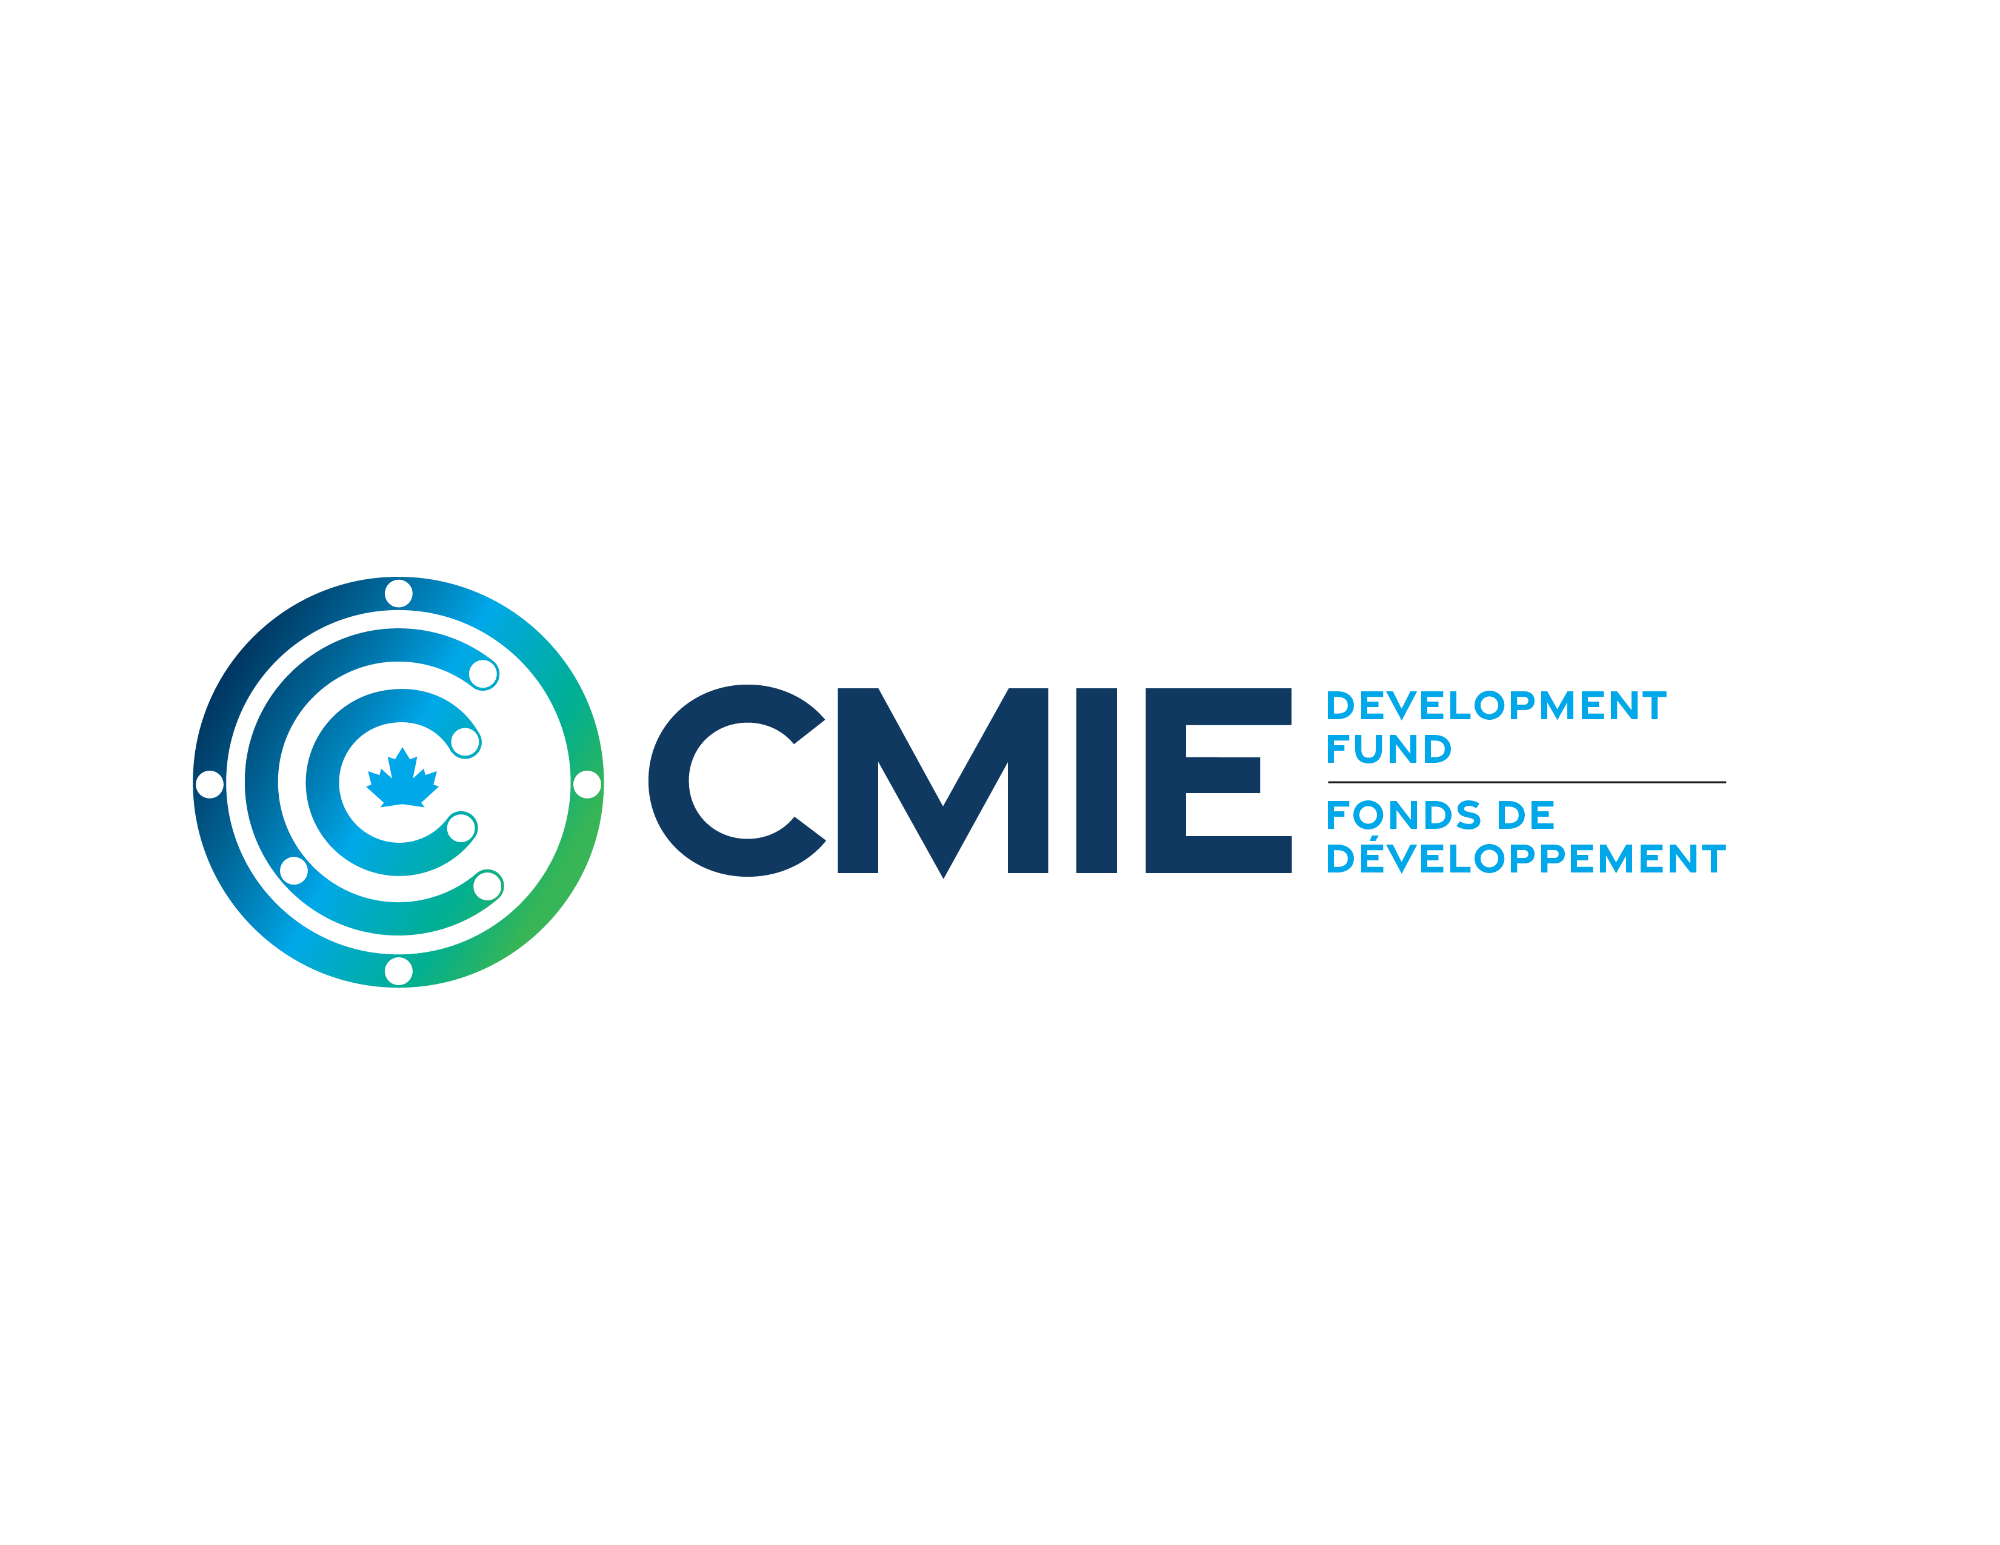 CMIE
DEVELOPMENT
FUND
FONDS DE
DÉVELOPPEMENT